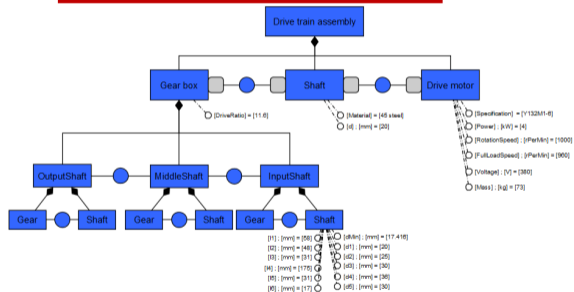 Drive train assembly
Gear box
Shaft
Drive motor
[DriveRatio] = [11.6]
[Material] = [45 steel]
[d] ; [mm] = [20]
[Specification] = [Y132M1-6]
[Power] ; [kW] = [4]
[RotationSpeed] ; [rPerMin] = [1000]
[FullLoadSpeed] ; [rPerMin] = [960]
[Voltage] ; [V] = [380]
[Mass] ; [kg] = [73]
OutputShaft
MiddleShaft
InputShaft
Gear
Shaft
Gear
Shaft
Gear
Shaft
[l1] ; [mm] = [58]
[l2] ; [mm] = [48]
[l3] ; [mm] = [31]
[l4] ; [mm] = [178]
[l5] ; [mm] = [31]
[l6] ; [mm] = [17]
[dMin] ; [mm] = [17.416]
[d1] ; [mm] = [20]
[d2] ; [mm] = [25]
[d3] ; [mm] = [30]
[d4] ; [mm] = [36]
[d5] ; [mm] = [30]